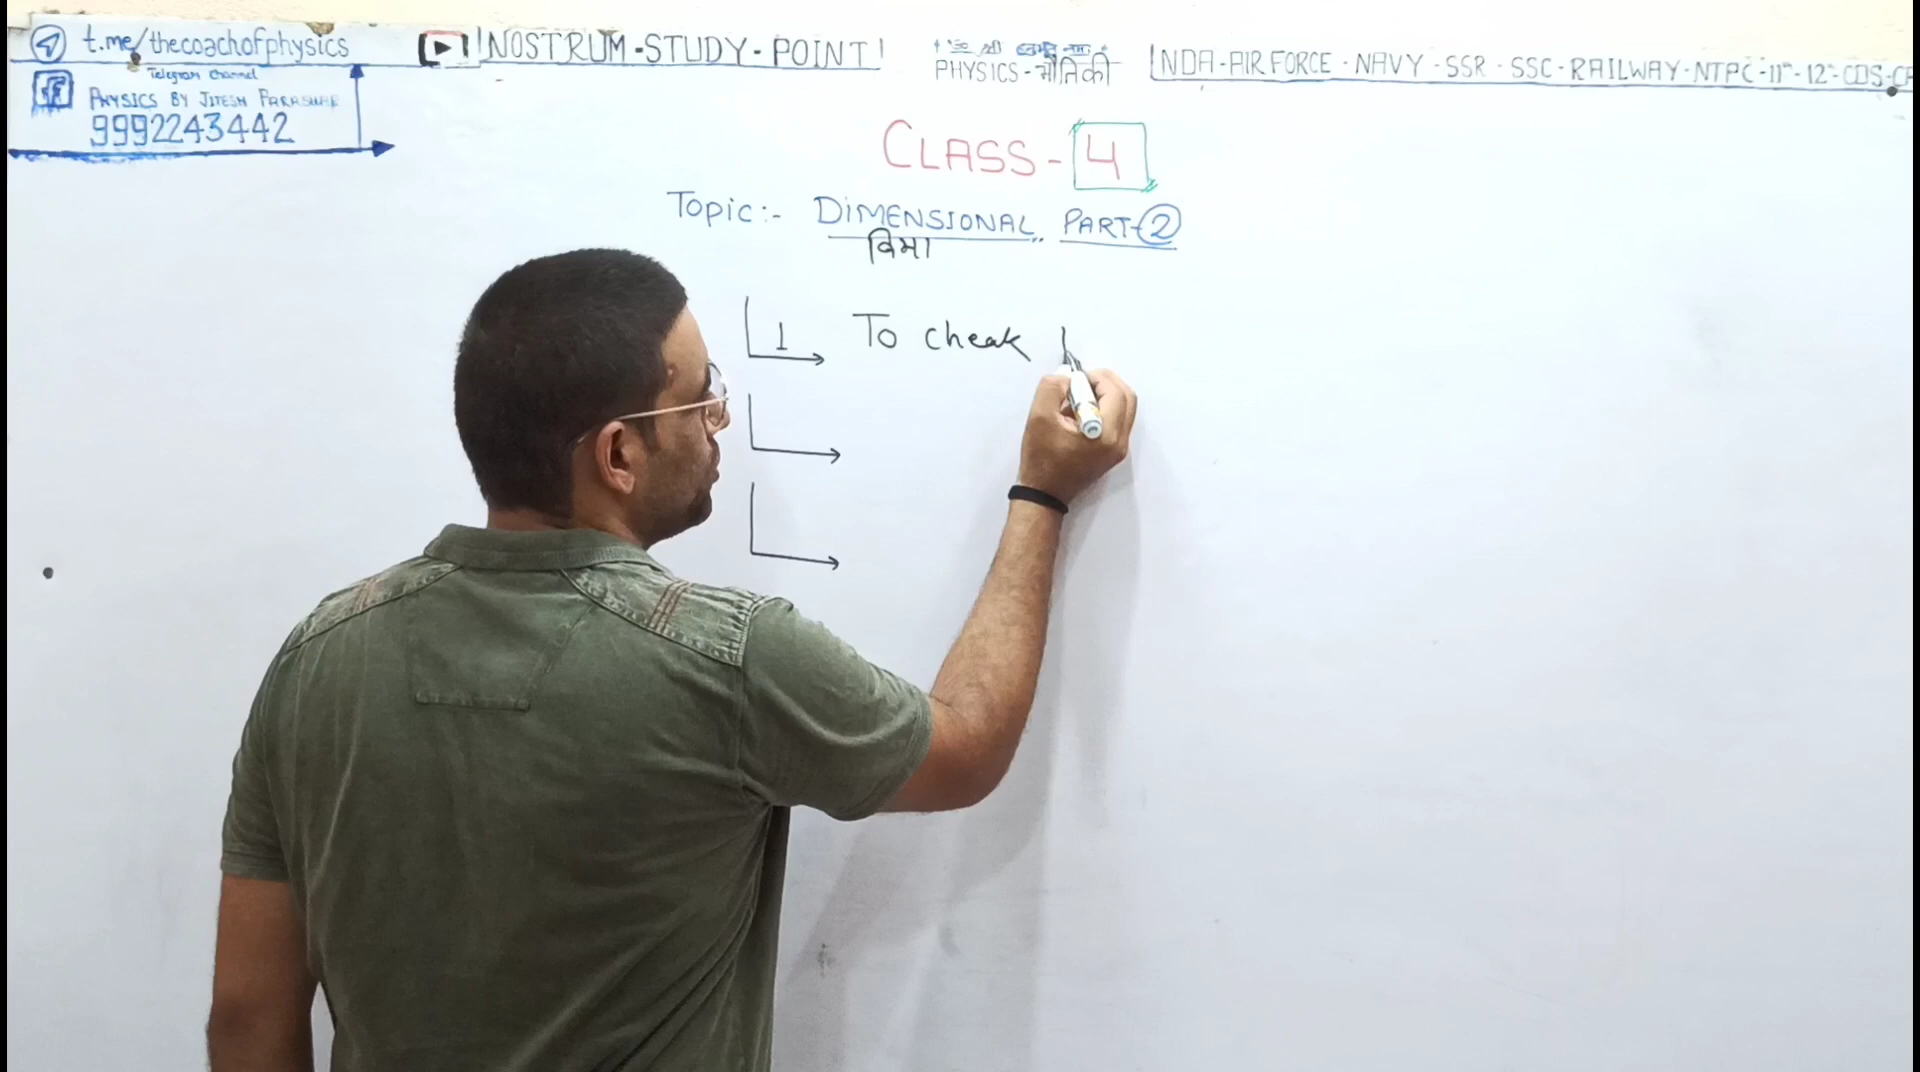 t.me/thecoachofphysics
Telegram channel
PHYSICS BY JITESH PARASHAR
9992243442
NOSTRUM-STUDY-POINT
PHYSICS-भौतिकी
NDA-AIR FORCE-NAVY-SSR-SSC-RAILWAY-NTPC-11th-12th-CDS-
CLASS-4
Topic:- DIMENSIONAL PART-2
विमा
1 To cheak